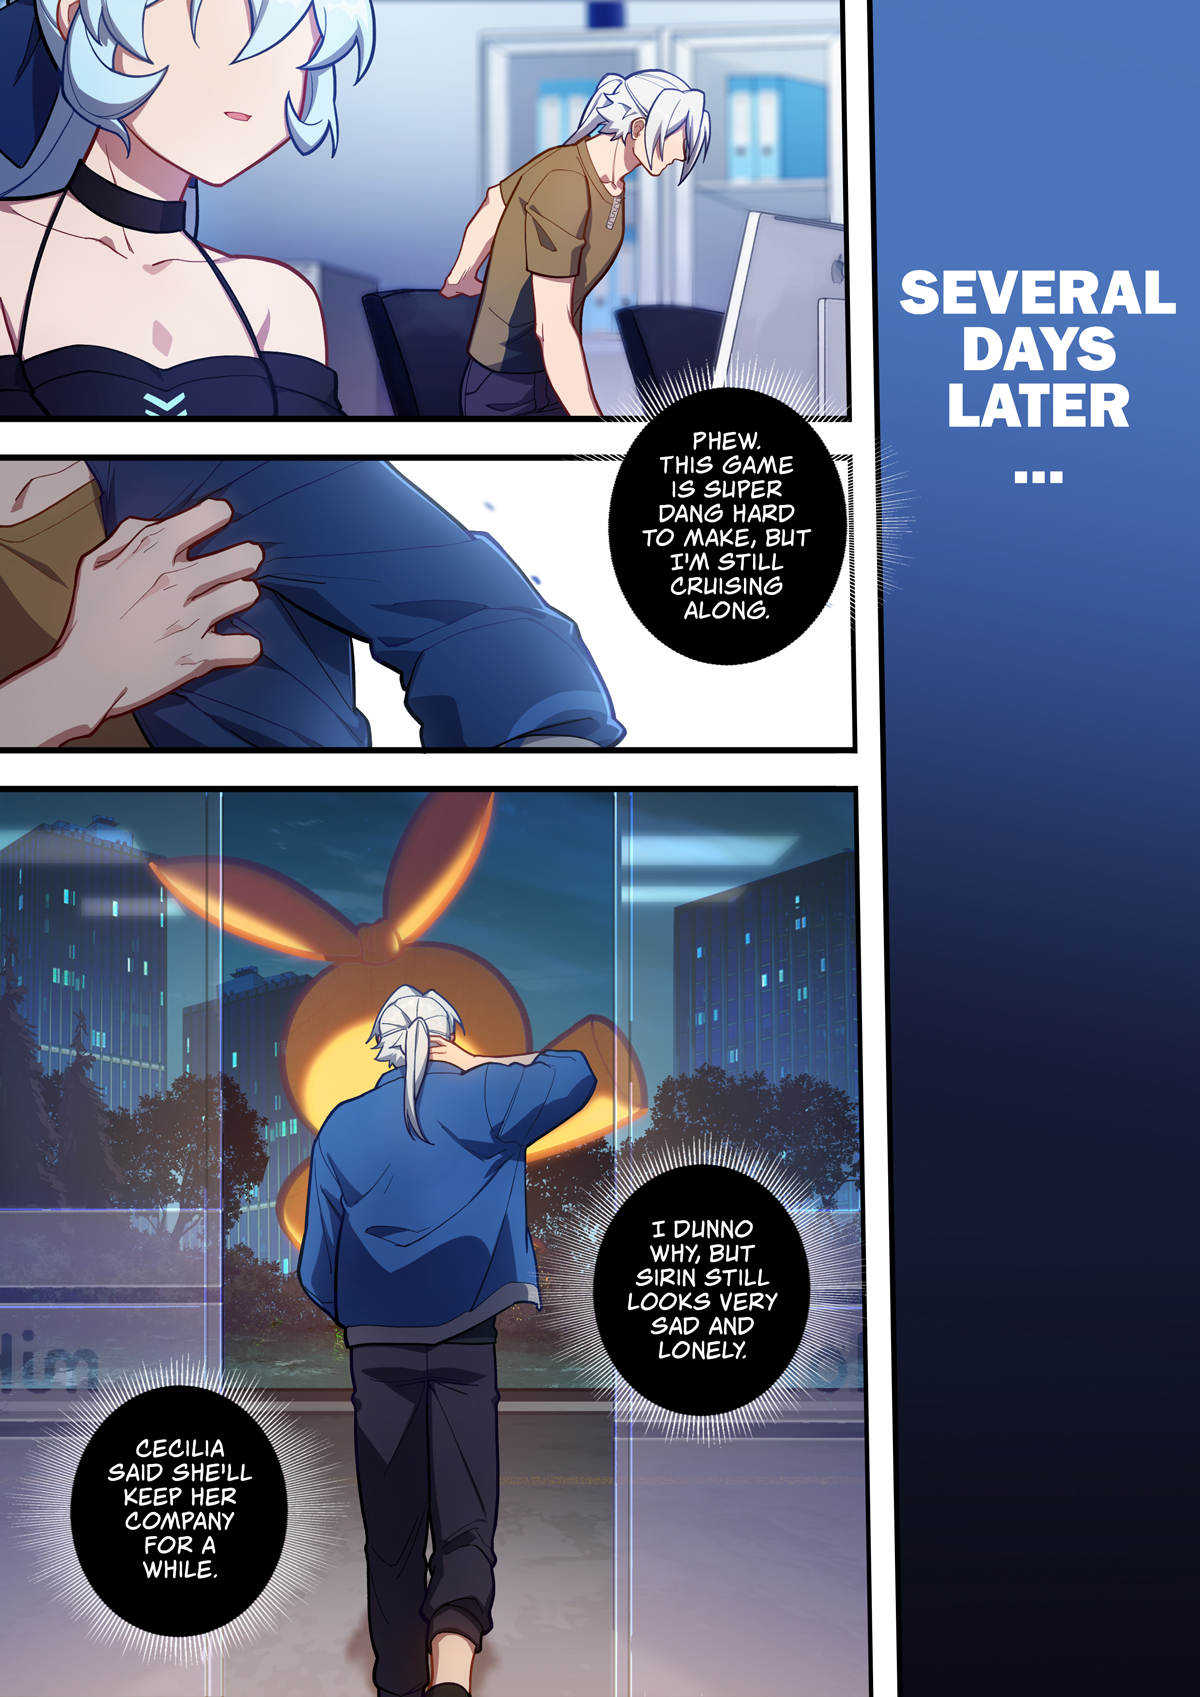 SEVERAL
DAYS
LATER
...
PHEW.
THIS GAME
IS SUPER
DANG HARD
TO MAKE, BUT
I'M STILL
CRUISING
ALONG.
I DUNNO
WHY, BUT
SIRIN STILL
LOOKS VERY
SAD AND
LONELY.
CECILIA
SAID SHE'LL
KEEP HER
COMPANY
FOR A
WHILE.